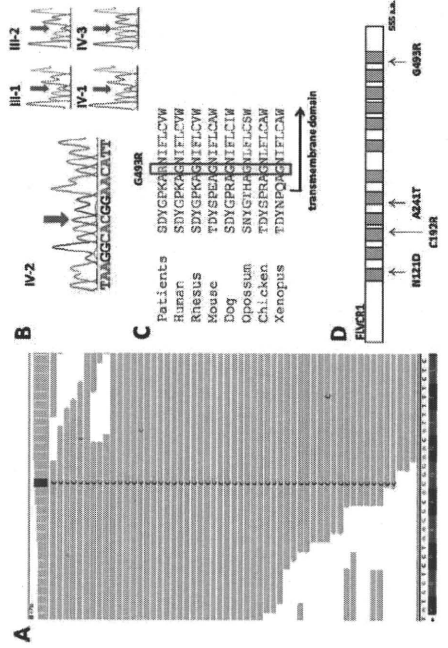 A
B
IV-2
TAAGGCACGGAACATT
III-1
III-2
IV-1
IV-3
C
G493R
Patients SDYGPKARNIFLCVW
Human SDYGPKAGNIFLCVW
Rhesus SDYGPKAGNIFLCVW
Mouse TDYSPEAGNIFLCAW
Dog SDYGPRAGNIFLCIW
Opossum SNYGTHAGNLFLCSW
Chicken TDYSPRAGNLFLCAW
Xenopus TDYNPQAGNIFLCAW
transmembrane domain
D
FLVCR1
555 a.a.
N121D
C192R
A241T
G493R